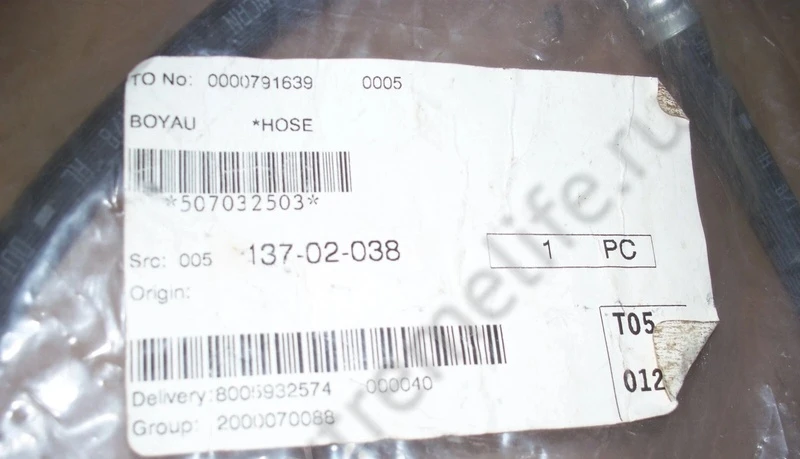 TO No: 0000791639 0005
BOYAU *HOSE
*507032503*
Src: 005 137-02-038 1 PC
Origin:
T05
Delivery:8005932574 000040
012
Group: 2000070088